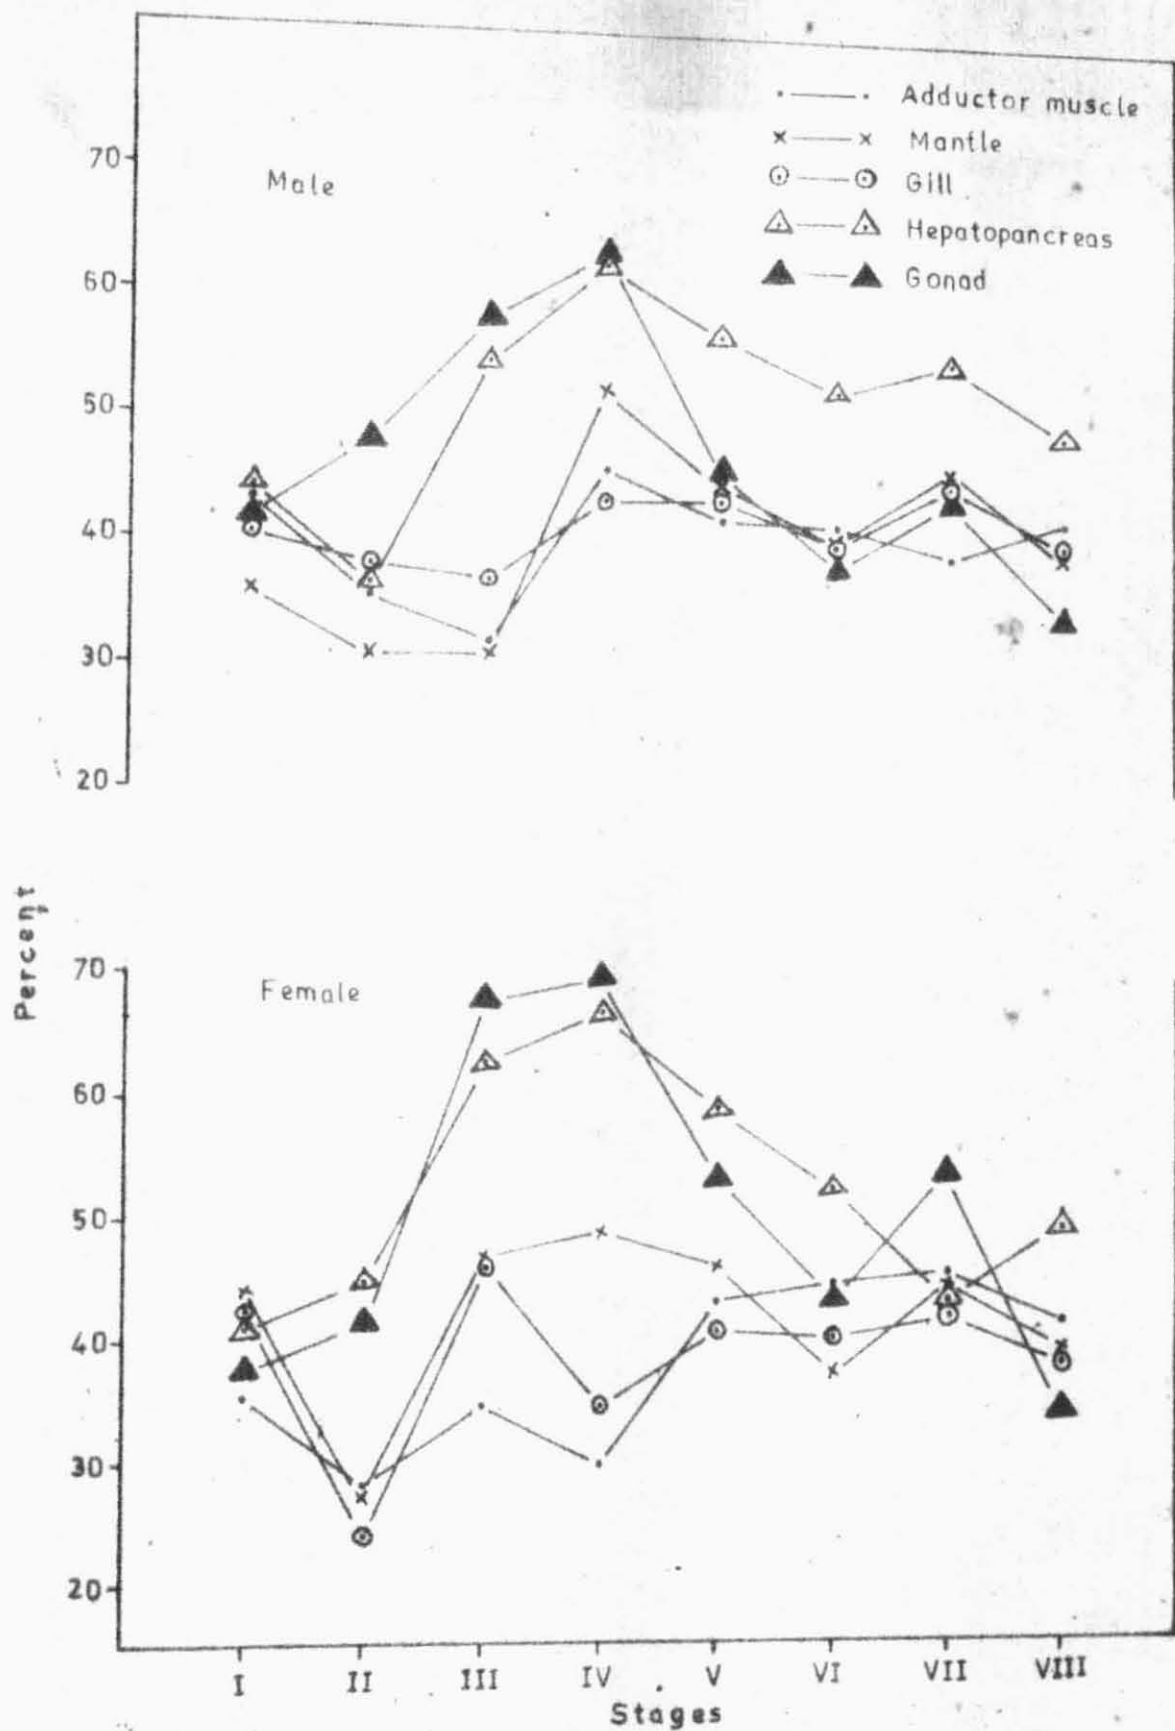 Adductor muscle
Mantle
Gill
Hepatopancreas
Gonad
Male
70
60
50
40
30
20
Percent
Female
70
60
50
40
30
20
I II III IV V VI VII VIII
Stages